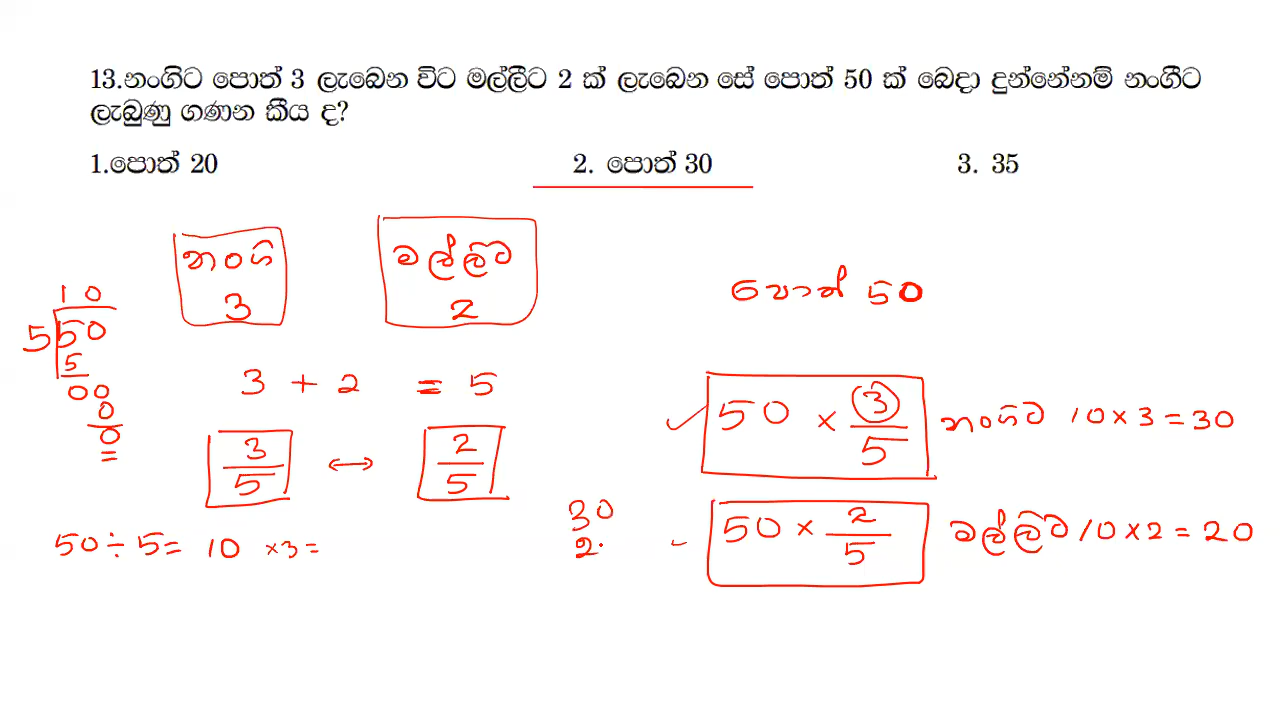 13.නංගිට පොත් 3 ලැබෙන විට මල්ලීට 2 ක් ලැබෙන සේ පොත් 50 ක් බෙදා දුන්නේනම් නංගීට
ලැබුණු ගණන කීය ද?
1.පොත් 20 2. පොත් 30 3. 35
නංගි
3
මල්ලිට
2
පොත් 50
10
5 50
5
00
0
0
=
3 + 2 = 5
3/5 ↔ 2/5
50 ÷ 5 = 10 ×3 =
30
2
✓ 50 × 3/5 නංගිට 10 × 3 = 30
50 × 2/5 මල්ලිට 10 × 2 = 20